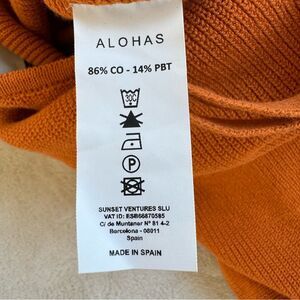 ALOHAS
86% CO - 14% PBT
30C
P
SUNSET VENTURES SLU
VAT ID: ESB66870585
C/ de Muntaner Nº 81 4-2
Barcelona - 08011
Spain
MADE IN SPAIN